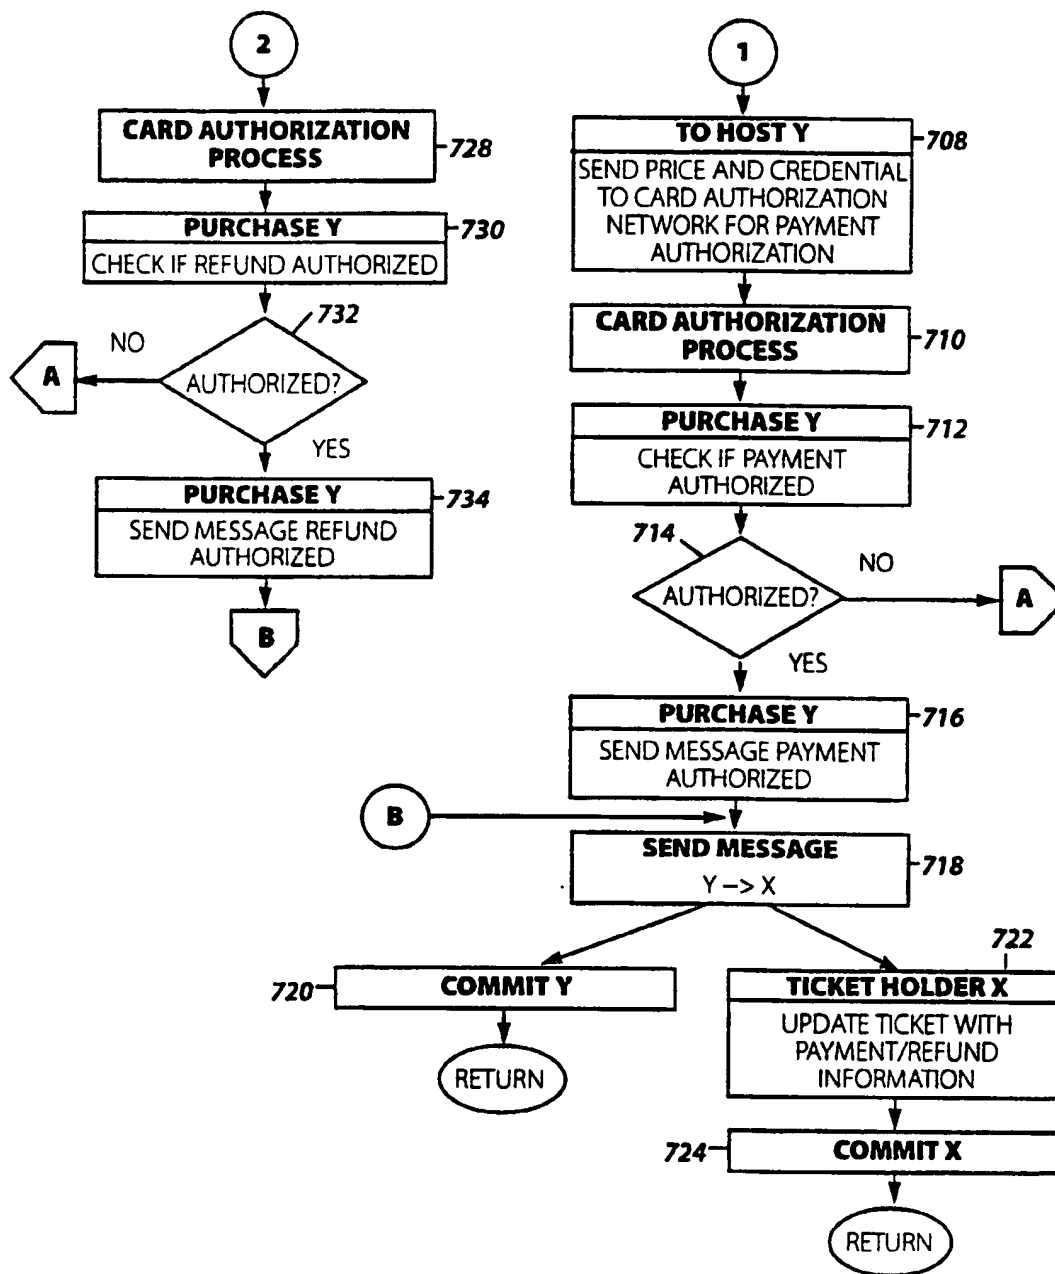 2
CARD AUTHORIZATION
PROCESS
728
PURCHASE Y
730
CHECK IF REFUND AUTHORIZED
732
NO
A
AUTHORIZED?
YES
PURCHASE Y
734
SEND MESSAGE REFUND
AUTHORIZED
B
1
TO HOST Y
708
SEND PRICE AND CREDENTIAL
TO CARD AUTHORIZATION
NETWORK FOR PAYMENT
AUTHORIZATION
CARD AUTHORIZATION
PROCESS
710
PURCHASE Y
712
CHECK IF PAYMENT
AUTHORIZED
714
NO
AUTHORIZED?
A
YES
PURCHASE Y
716
SEND MESSAGE PAYMENT
AUTHORIZED
B
SEND MESSAGE
718
Y –> X
720
COMMIT Y
RETURN
722
TICKET HOLDER X
UPDATE TICKET WITH
PAYMENT/REFUND
INFORMATION
724
COMMIT X
RETURN